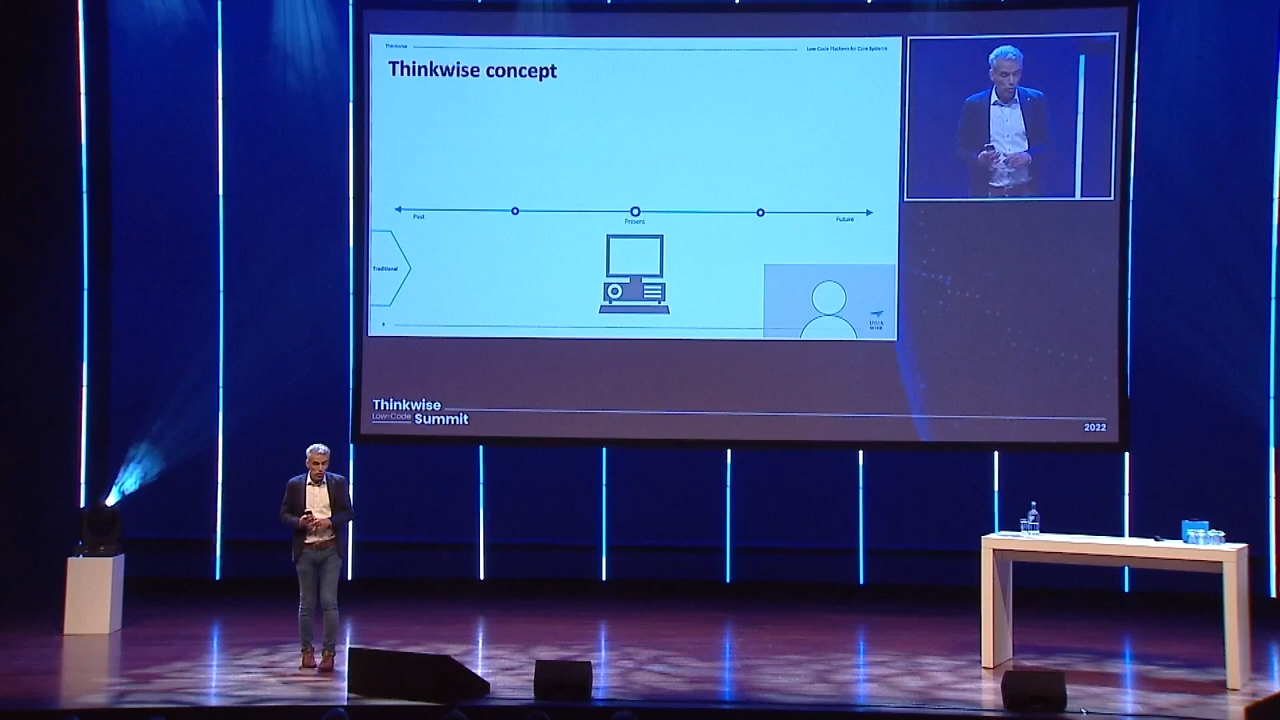 Thinkwise
Low-Code Platform for Core Systems
Thinkwise concept
Past
Present
Future
Traditional
Thinkwise
Low-Code
Summit
2022